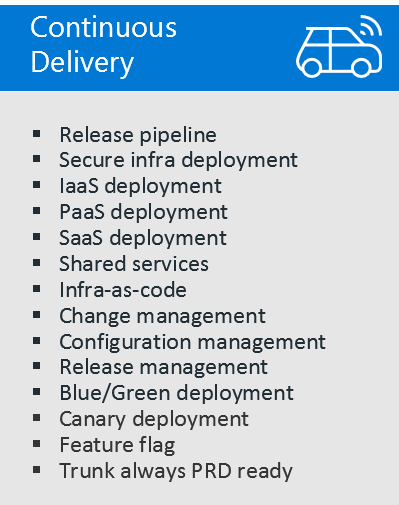 Continuous
Delivery
▪ Release pipeline
▪ Secure infra deployment
▪ IaaS deployment
▪ PaaS deployment
▪ SaaS deployment
▪ Shared services
▪ Infra-as-code
▪ Change management
▪ Configuration management
▪ Release management
▪ Blue/Green deployment
▪ Canary deployment
▪ Feature flag
▪ Trunk always PRD ready